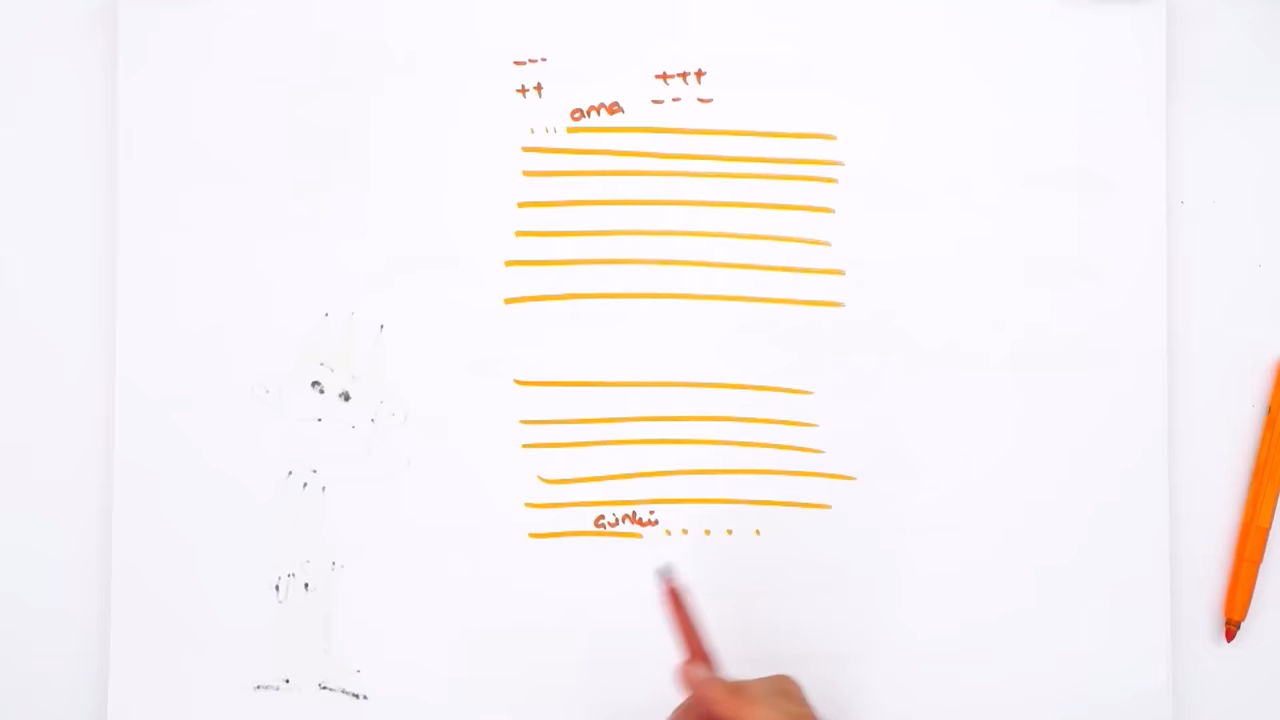 ---
++
+++
-- -
ama
çünkü